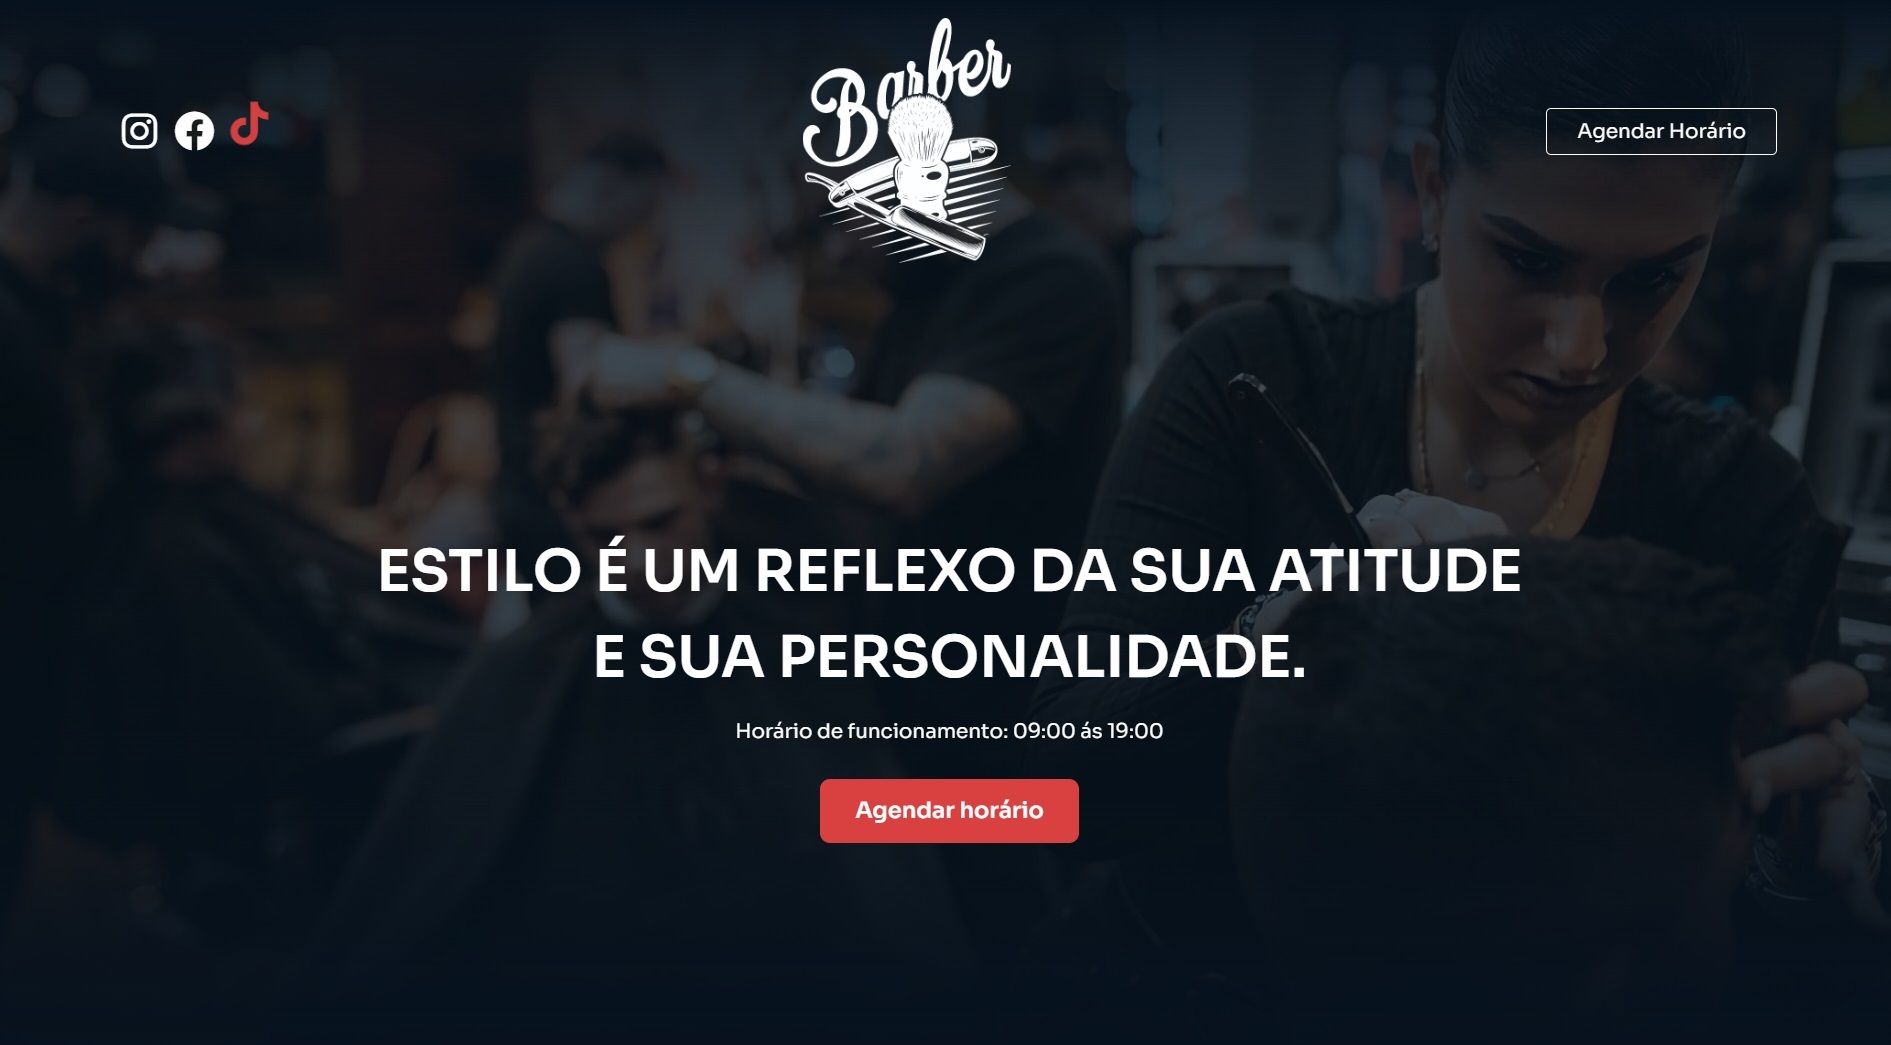 Barber
Agendar Horário
ESTILO É UM REFLEXO DA SUA ATITUDE
E SUA PERSONALIDADE.
Horário de funcionamento: 09:00 ás 19:00
Agendar horário